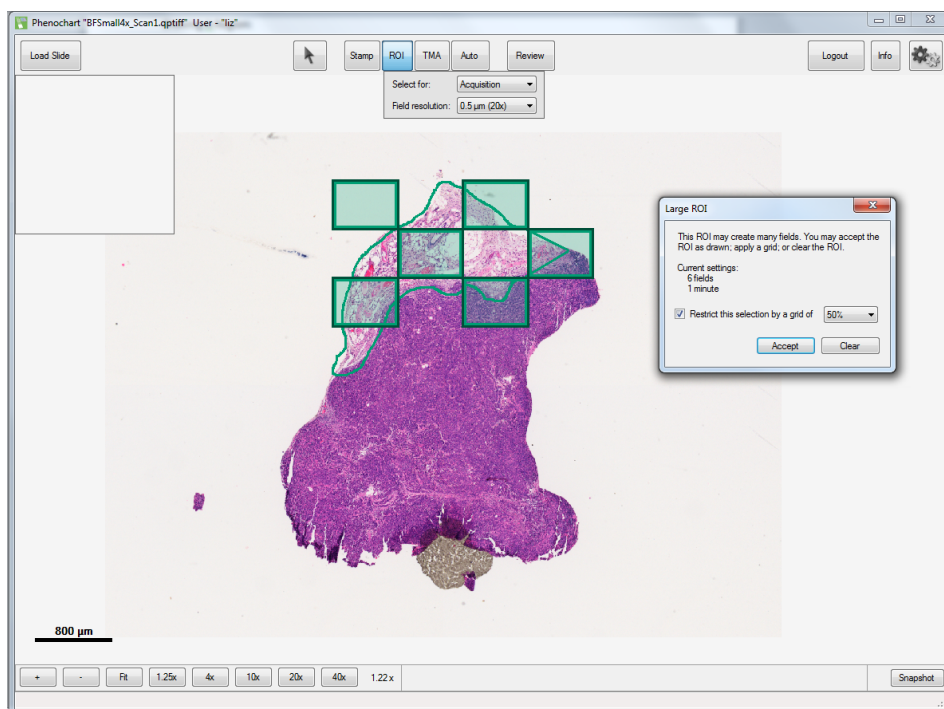 Phenochart "BFSmall4x_Scan1.qptiff" User - "liz"
Load Slide
Stamp
ROI
TMA
Auto
Review
Logout
Info
Select for:
Acquisition
Field resolution:
0.5 µm (20x)
Large ROI
This ROI may create many fields. You may accept the
ROI as drawn; apply a grid; or clear the ROI.
Current settings:
6 fields
1 minute
Restrict this selection by a grid of
50%
Accept
Clear
800 µm
+
-
Fit
1.25x
4x
10x
20x
40x
1.22 x
Snapshot